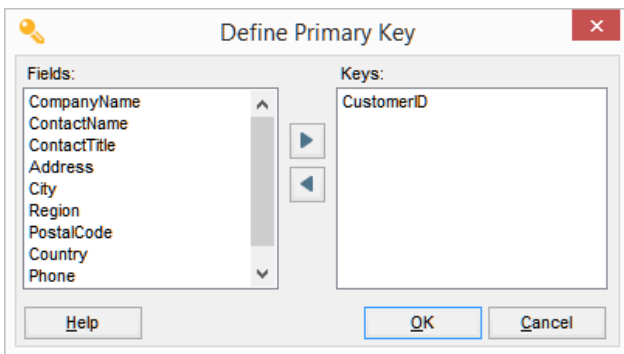 Define Primary Key
Fields:
CompanyName
ContactName
ContactTitle
Address
City
Region
PostalCode
Country
Phone
Keys:
CustomerID
Help
OK
Cancel